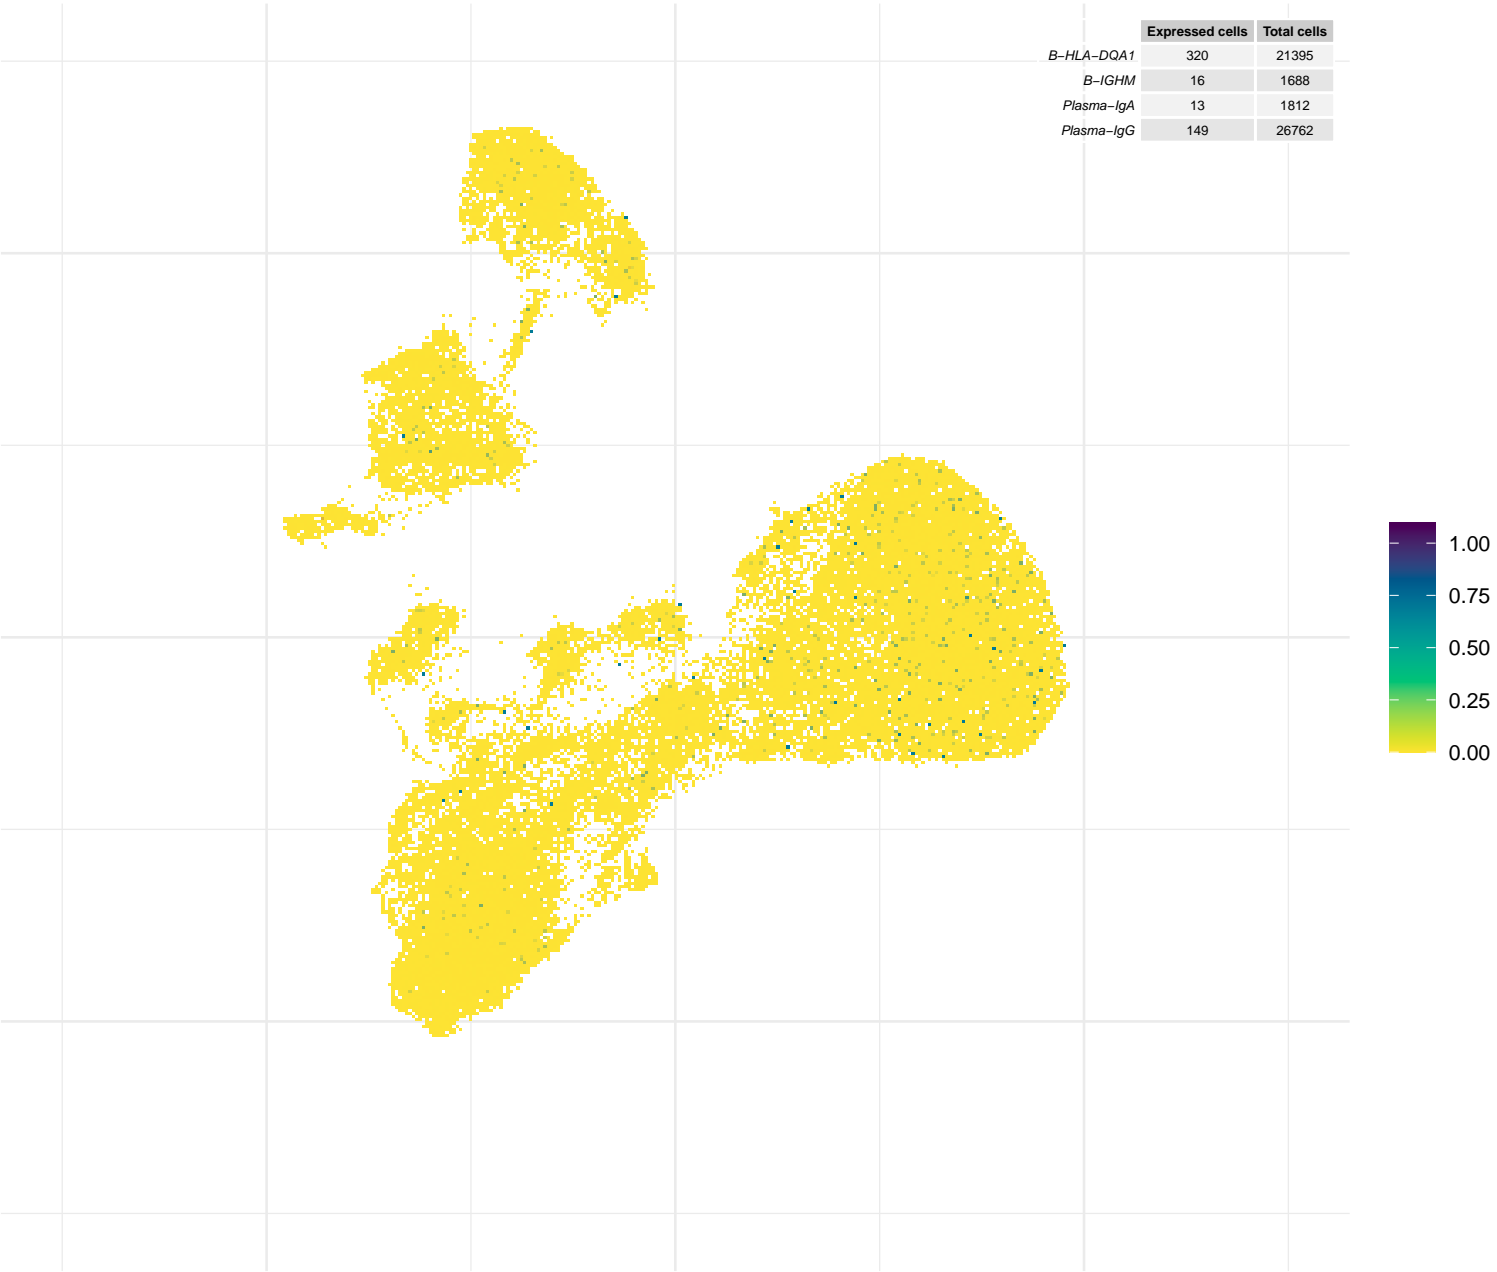 Expressed cells Total cells
B−HLA−DQA1 320 21395
B−IGHM 16 1688
Plasma−IgA 13 1812
Plasma−IgG 149 26762
1.00
0.75
0.50
0.25
0.00